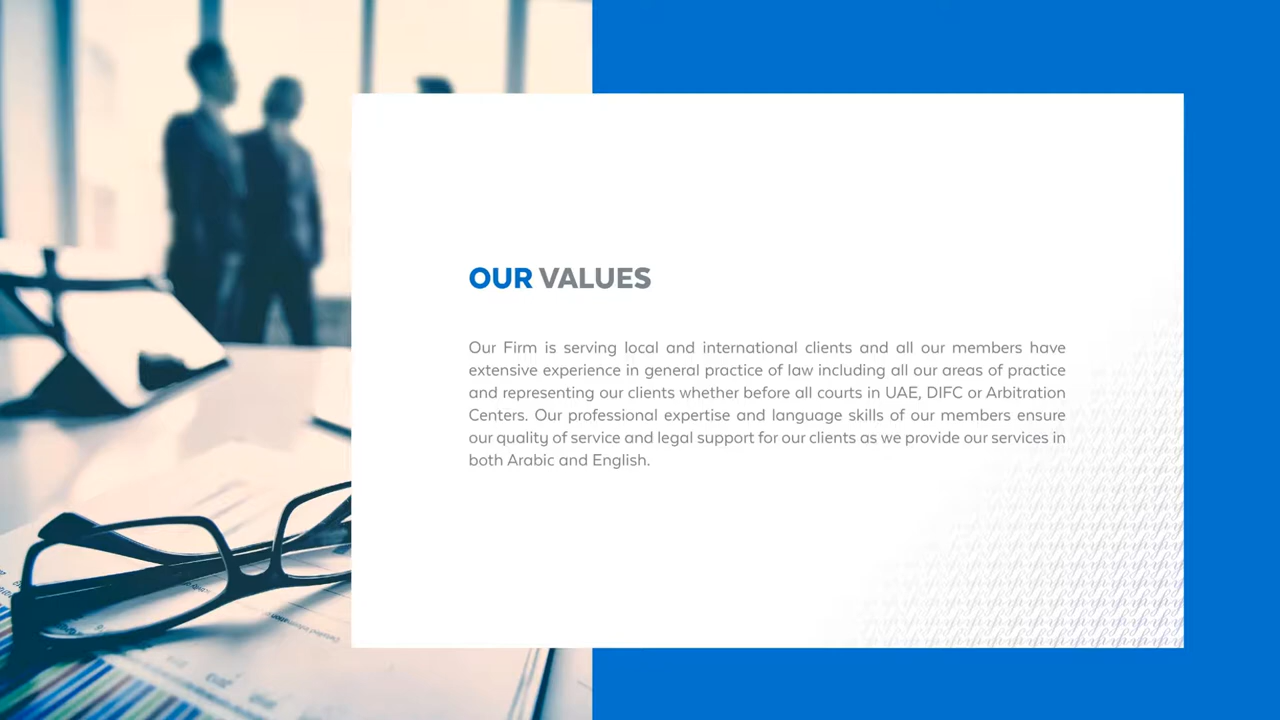 OUR VALUES
Our Firm is serving local and international clients and all our members have
extensive experience in general practice of law including all our areas of practice
and representing our clients whether before all courts in UAE, DIFC or Arbitration
Centers. Our professional expertise and language skills of our members ensure
our quality of service and legal support for our clients as we provide our services in
both Arabic and English.
Detailed Information